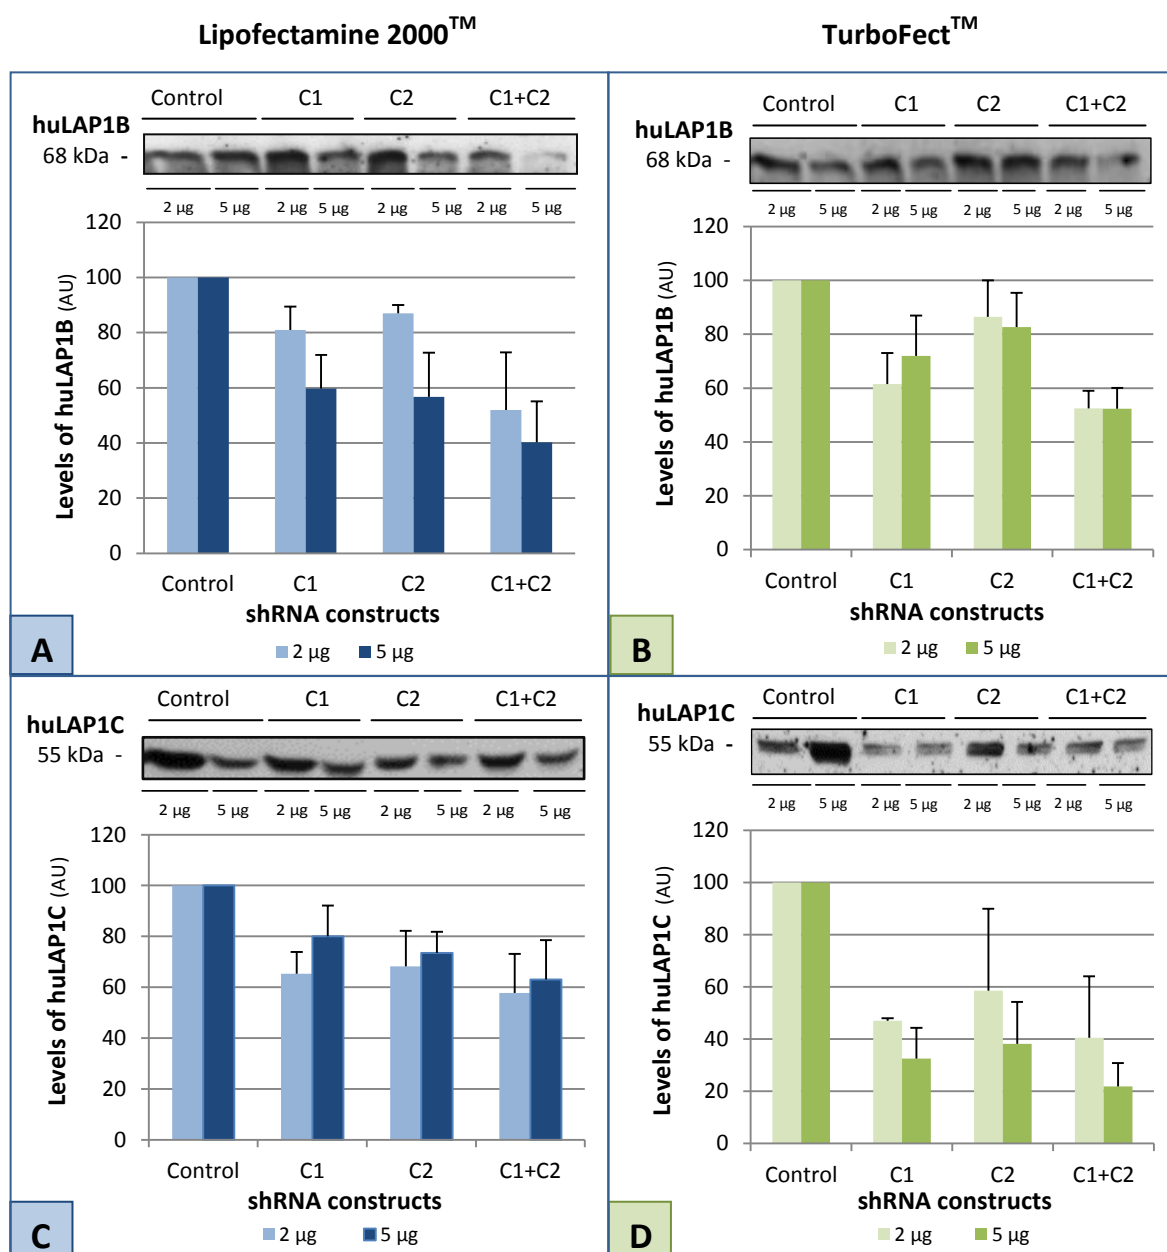 Lipofectamine 2000™ TurboFect™
Control C1 C2 C1+C2
huLAP1B
68 kDa -
2 µg 5 µg 2 µg 5 µg 2 µg 5 µg 2 µg 5 µg
Levels of huLAP1B (AU)
120
100
80
60
40
20
0
Control C1 C2 C1+C2
shRNA constructs
2 µg 5 µg
A
Control C1 C2 C1+C2
huLAP1B
68 kDa -
2 µg 5 µg 2 µg 5 µg 2 µg 5 µg 2 µg 5 µg
Levels of huLAP1B (AU)
120
100
80
60
40
20
0
Control C1 C2 C1+C2
shRNA constructs
2 µg 5 µg
B
Control C1 C2 C1+C2
huLAP1C
55 kDa -
2 µg 5 µg 2 µg 5 µg 2 µg 5 µg 2 µg 5 µg
Levels of huLAP1C (AU)
120
100
80
60
40
20
0
Control C1 C2 C1+C2
shRNA constructs
2 µg 5 µg
C
Control C1 C2 C1+C2
huLAP1C
55 kDa -
2 µg 5 µg 2 µg 5 µg 2 µg 5 µg 2 µg 5 µg
Levels of huLAP1C (AU)
120
100
80
60
40
20
0
Control C1 C2 C1+C2
shRNA constructs
2 µg 5 µg
D